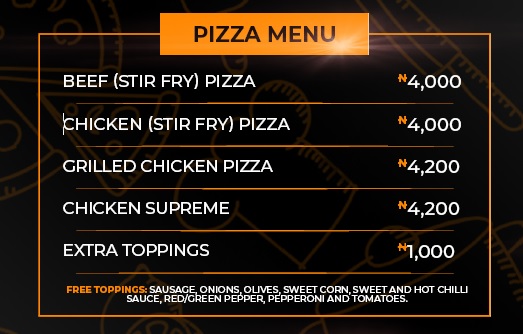 PIZZA MENU
BEEF (STIR FRY) PIZZA ₦4,000
CHICKEN (STIR FRY) PIZZA ₦4,000
GRILLED CHICKEN PIZZA ₦4,200
CHICKEN SUPREME ₦4,200
EXTRA TOPPINGS ₦1,000
FREE TOPPINGS: SAUSAGE, ONIONS, OLIVES, SWEET CORN, SWEET AND HOT CHILLI
SAUCE, RED/GREEN PEPPER, PEPPERONI AND TOMATOES.